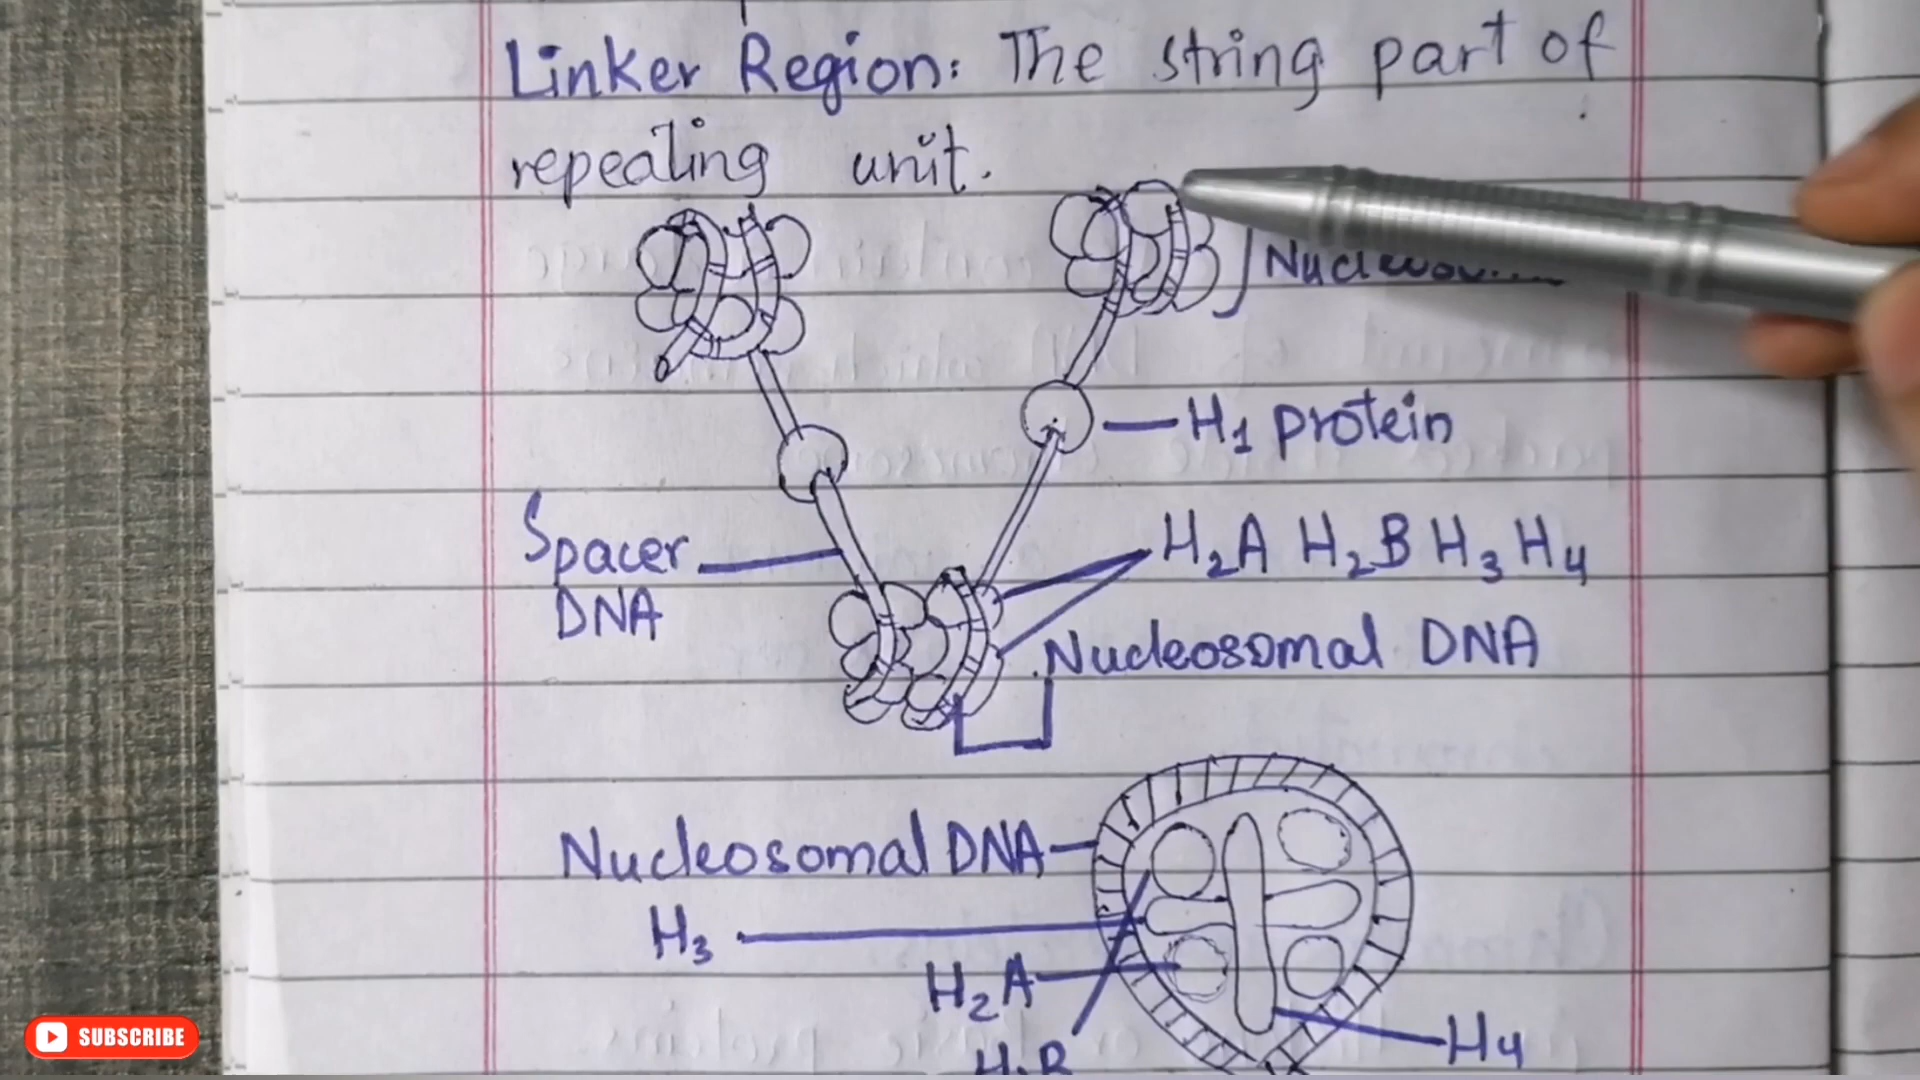 Linker Region: The string part of
repeating unit.
H1 protein
Spacer
DNA
H2A H2B H3 H4
Nucleosomal DNA
Nucleosomal DNA
H3
H2A
H4
SUBSCRIBE